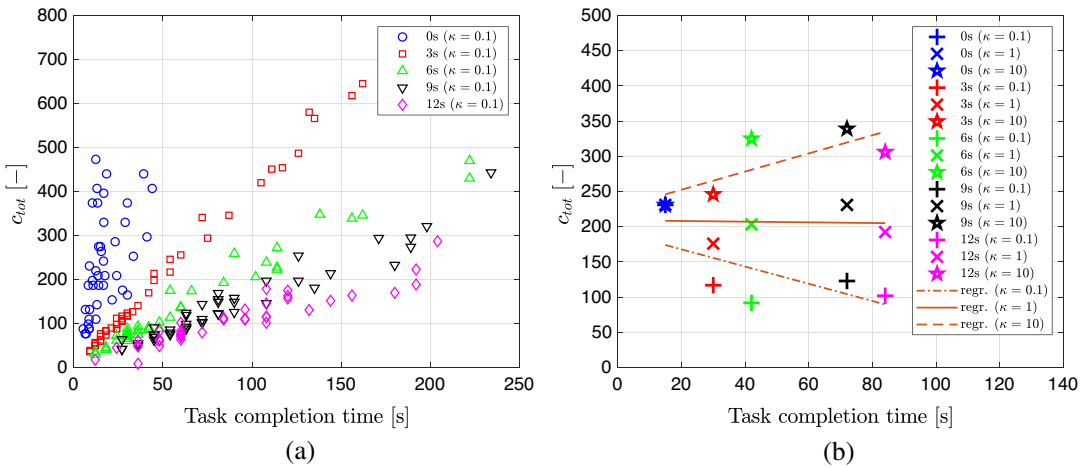 800
700
600
500
400
300
200
100
0
c_tot [−]
0 50 100 150 200 250
Task completion time [s]
0s (κ = 0.1)
3s (κ = 0.1)
6s (κ = 0.1)
9s (κ = 0.1)
12s (κ = 0.1)
(a)
500
450
400
350
300
250
200
150
100
50
0
c_tot [−]
0 20 40 60 80 100 120 140
Task completion time [s]
0s (κ = 0.1)
0s (κ = 1)
0s (κ = 10)
3s (κ = 0.1)
3s (κ = 1)
3s (κ = 10)
6s (κ = 0.1)
6s (κ = 1)
6s (κ = 10)
9s (κ = 0.1)
9s (κ = 1)
9s (κ = 10)
12s (κ = 0.1)
12s (κ = 1)
12s (κ = 10)
regr. (κ = 0.1)
regr. (κ = 1)
regr. (κ = 10)
(b)